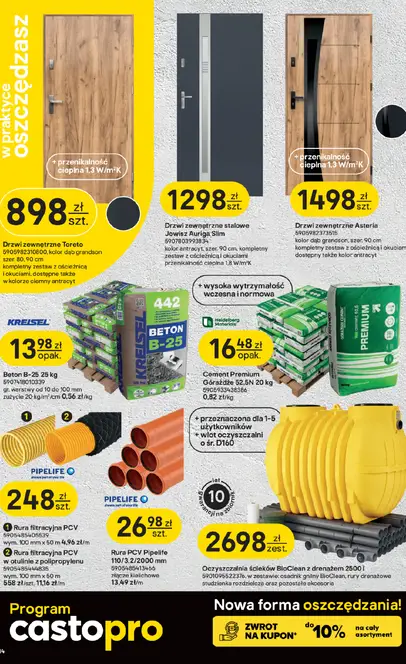 w praktyce
oszczędzasz
+ przenikalność
cieplna 1,3 W/m²K
898 zł
szt.
Drzwi zewnętrzne Toreto
5905982310800, kolor dąb grandson
szer. 80, 90 cm
kompletny zestaw z ościeżnicą
i okuciami, dostępne także
w kolorze ciemny antracyt
1298 zł
szt.
Drzwi zewnętrzne stalowe
Jowisz Auriga Slim
5907803993834
kolor antracyt, szer. 90 cm, kompletny
zestaw z ościeżnicą i okuciami
przenikalność cieplna 1,8 W/m²K
+ przenikalność
cieplna 1,3 W/m²K
1498 zł
szt.
Drzwi zewnętrzne Asteria
kolor dąb grandson, szer. 90 cm
kompletny zestaw z ościeżnicą i okuciami
dostępne także kolor antracyt
KREISEL
442
BETON
B-25
13 98 zł
opak.
Beton B-25 25 kg
5907418010339
gr. warstwy od 10 do 100 mm
zużycie 20 kg/m²/cm 0,56 zł/kg
+ wysoka wytrzymałość
wczesna i normowa
Heidelberg
Materials
PREMIUM
16 48 zł
opak.
Cement Premium
Górażdże 52,5N 20 kg
0,82 zł/kg
PIPELIFE
248 zł
szt.
1 Rura filtracyjna PCV
wym. 100 mm x 50 m 4,96 zł/m
2 Rura filtracyjna PCV
w otulinie z polipropylenu
wym. 100 mm x 50 m
558 zł/szt. 11,16 zł/m
PIPELIFE
26 98 zł
szt.
Rura PCV Pipelife
110/3,2/2000 mm
5905485413466
złącze kielichowe
13,49 zł/m
+ przeznaczona dla 1-5
użytkowników
+ wlot oczyszczalni
o śr. D160
10
2698 zł
zest.
Oczyszczalnia ścieków BioClean z drenażem 2500 l
5901095522376, w zestawie: osadnik gnilny BioClean, rury drenażowe
studzienka rozdzielcza oraz pozostałe akcesoria
Program
castopro
Nowa forma oszczędzania!
ZWROT
NA KUPON*
do 10%
na cały
asortyment